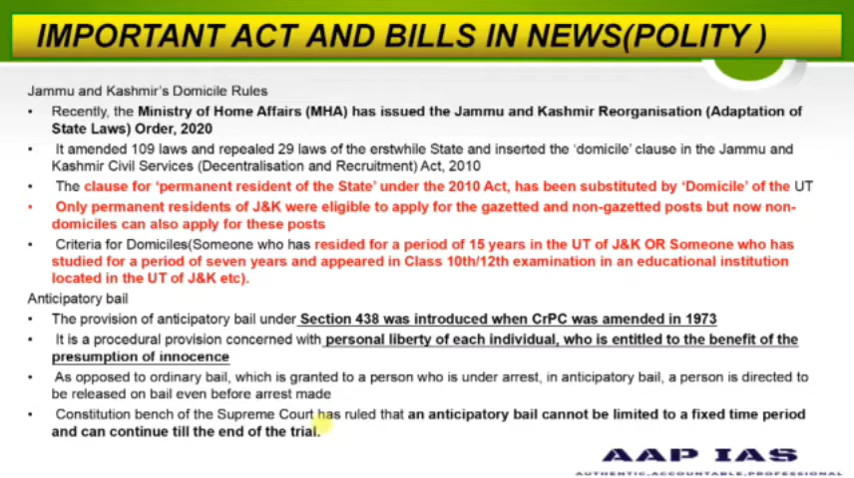 IMPORTANT ACT AND BILLS IN NEWS(POLITY )
Jammu and Kashmir's Domicile Rules
• Recently, the Ministry of Home Affairs (MHA) has issued the Jammu and Kashmir Reorganisation (Adaptation of
State Laws) Order, 2020
• It amended 109 laws and repealed 29 laws of the erstwhile State and inserted the 'domicile' clause in the Jammu and
Kashmir Civil Services (Decentralisation and Recruitment) Act, 2010
• The clause for 'permanent resident of the State' under the 2010 Act, has been substituted by 'Domicile' of the UT
• Only permanent residents of J&K were eligible to apply for the gazetted and non-gazetted posts but now non-
domiciles can also apply for these posts
• Criteria for Domiciles(Someone who has resided for a period of 15 years in the UT of J&K OR Someone who has
studied for a period of seven years and appeared in Class 10th/12th examination in an educational institution
located in the UT of J&K etc).
Anticipatory bail
• The provision of anticipatory bail under Section 438 was introduced when CrPC was amended in 1973
• It is a procedural provision concerned with personal liberty of each individual, who is entitled to the benefit of the
presumption of innocence
• As opposed to ordinary bail, which is granted to a person who is under arrest, in anticipatory bail, a person is directed to
be released on bail even before arrest made
• Constitution bench of the Supreme Court has ruled that an anticipatory bail cannot be limited to a fixed time period
and can continue till the end of the trial.
AAP IAS
AUTHENTIC,ACCOUNTABLE,PROFESSIONAL